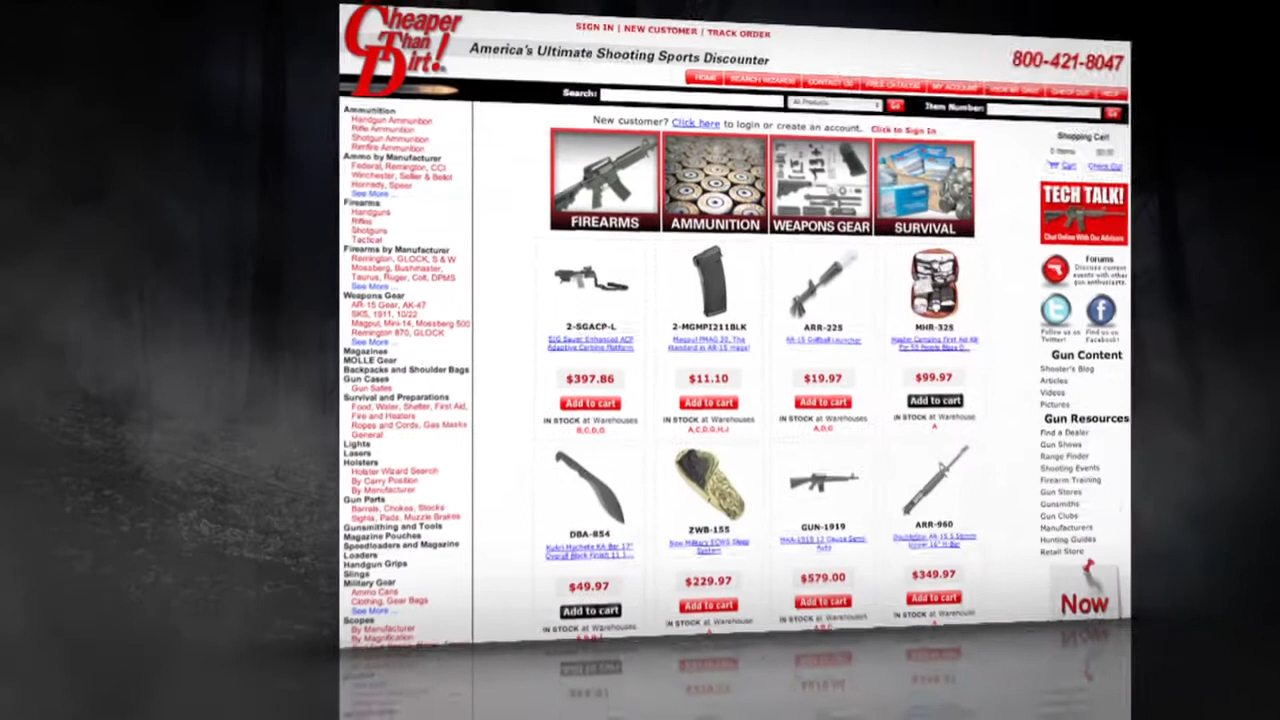 Cheaper
Than
Dirt!
SIGN IN | NEW CUSTOMER | TRACK ORDER
America's Ultimate Shooting Sports Discounter
800-421-8047
HOME SEARCH WIZARDS CONTACT US FREE CATALOG MY ACCOUNT CHECK OUT HELP
Search: All Products GO Item Number: GO
New customer? Click here to login or create an account. Click to Sign In
Ammunition
Handgun Ammunition
Rifle Ammunition
Shotgun Ammunition
Rimfire Ammunition
Ammo by Manufacturer
Federal, Remington, CCI
Winchester, Sellier & Bellot
Hornady, Speer
See More ...
Firearms
Handguns
Rifles
Shotguns
Tactical
Firearms by Manufacturer
Remington, GLOCK, S & W
Mossberg, Bushmaster,
Taurus, Ruger, Colt, DPMS
See More ...
Weapons Gear
AR-15 Gear, AK-47
SKS, 1911, 10/22
Magpul, Mini-14, Mossberg 500
Remington 870, GLOCK
See More ...
Magazines
MOLLE Gear
Backpacks and Shoulder Bags
Gun Cases
Gun Safes
Survival and Preparations
Food, Water, Shelter, First Aid,
Fire and Heaters
Ropes and Cords, Gas Masks
General
Lights
Lasers
Holsters
Holster Wizard Search
By Carry Position
By Manufacturer
Gun Parts
Barrels, Chokes, Stocks
Sights, Pads, Muzzle Brakes
Gunsmithing and Tools
Magazine Pouches
Speedloaders and Magazine
Loaders
Handgun Grips
Slings
Military Gear
Ammo Cans
Clothing, Gear Bags
See More ...
Scopes
By Manufacturer
By Magnification
FIREARMS
AMMUNITION
WEAPONS GEAR
SURVIVAL
2-SGACP-L
SIG Sauer Enhanced ACP
Adaptive Carbine Platform
$397.86
Add to cart
IN STOCK at Warehouses
B,C,D,G
2-MGMPI211BLK
Magpul PMAG 30, The
Standard in AR-15 mags!
$11.10
Add to cart
IN STOCK at Warehouses
A,C,D,G,H,J
ARR-225
AR-15 Golfball Launcher
$19.97
Add to cart
IN STOCK at Warehouses
A,D,G
MHR-325
Master Camping First Aid Kit
For 50 People
$99.97
Add to cart
IN STOCK at Warehouse
A
DBA-854
Kukri Machete KA-Bar 17"
Overall Black Finish 11.5...
$49.97
Add to cart
IN STOCK at Warehouses
ZWB-155
New Military ECWS Sleep
System
$229.97
Add to cart
IN STOCK at Warehouse
A
GUN-1919
MKA-1919 12 Gauge Semi-
Auto
$579.00
Add to cart
IN STOCK at Warehouses
ARR-960
DoubleStar AR-15 5.56mm
Upper 16" H-Bar
$349.97
Add to cart
IN STOCK at Warehouse
A
Shopping Cart
0 Items
Cart Check Out
TECH TALK!
Chat Online With Our Advisors
Forums
Discuss current
events with other
gun enthusiasts.
Follow us on
Twitter!
Find us on
Facebook!
Gun Content
Shooter's Blog
Articles
Videos
Pictures
Gun Resources
Find a Dealer
Gun Shows
Range Finder
Shooting Events
Firearm Training
Gun Stores
Gunsmiths
Gun Clubs
Manufacturers
Hunting Guides
Retail Store
Now